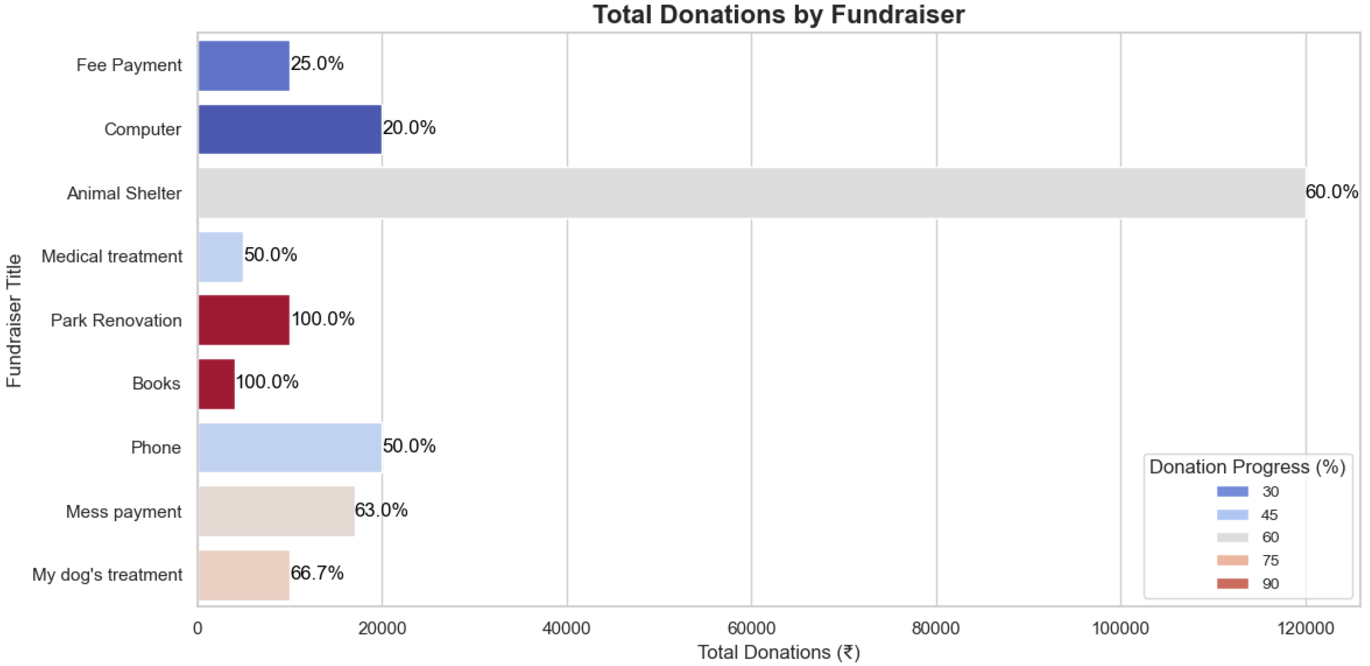 Total Donations by Fundraiser
Fundraiser Title
Fee Payment
25.0%
Computer
20.0%
Animal Shelter
60.0%
Medical treatment
50.0%
Park Renovation
100.0%
Books
100.0%
Phone
50.0%
Mess payment
63.0%
My dog's treatment
66.7%
Donation Progress (%)
30
45
60
75
90
0 20000 40000 60000 80000 100000 120000
Total Donations (₹)